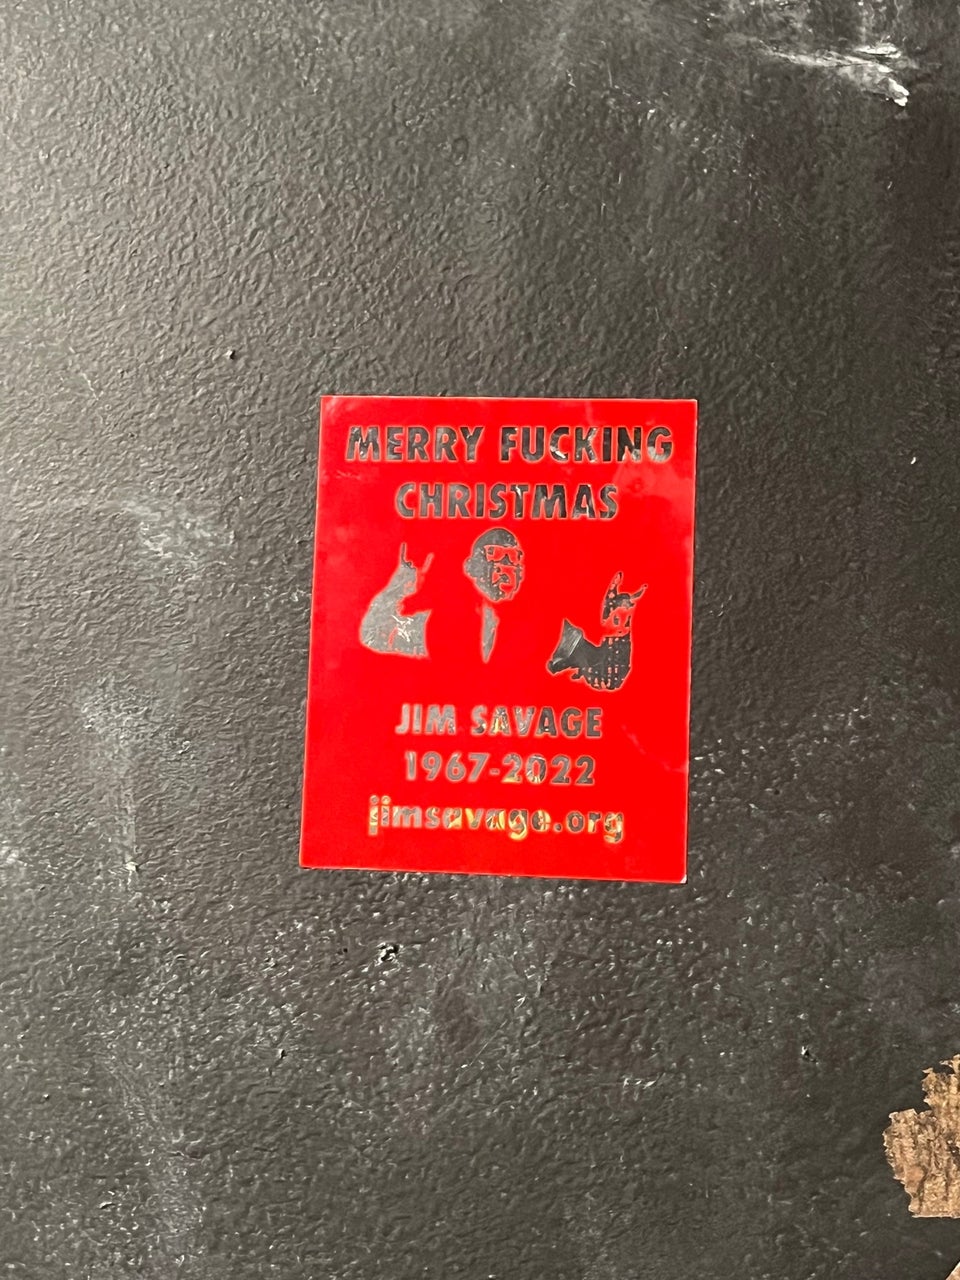 MERRY FUCKING
CHRISTMAS
JIM SAVAGE
1967-2022
jimsavage.org